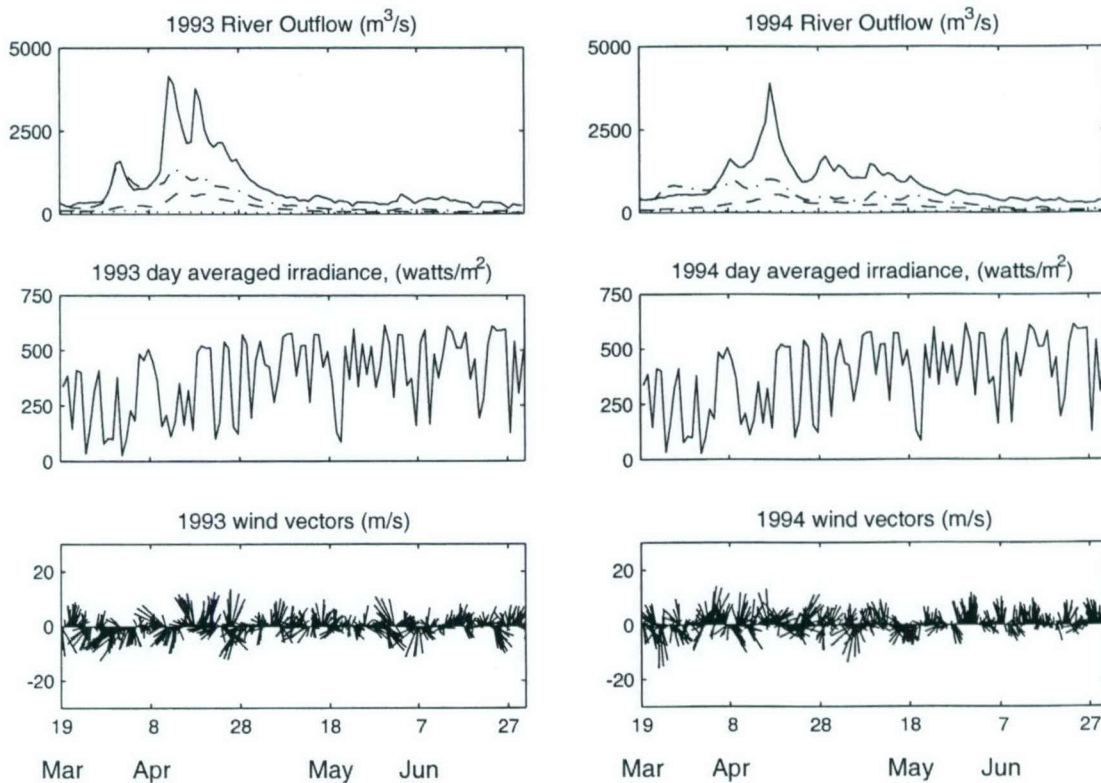 1993 River Outflow (m³/s)
5000
2500
0
1994 River Outflow (m³/s)
5000
2500
0
1993 day averaged irradiance, (watts/m²)
750
500
250
0
1994 day averaged irradiance, (watts/m²)
750
500
250
0
1993 wind vectors (m/s)
20
0
-20
19 8 28 18 7 27
Mar Apr May Jun
1994 wind vectors (m/s)
20
0
-20
19 8 28 18 7 27
Mar Apr May Jun